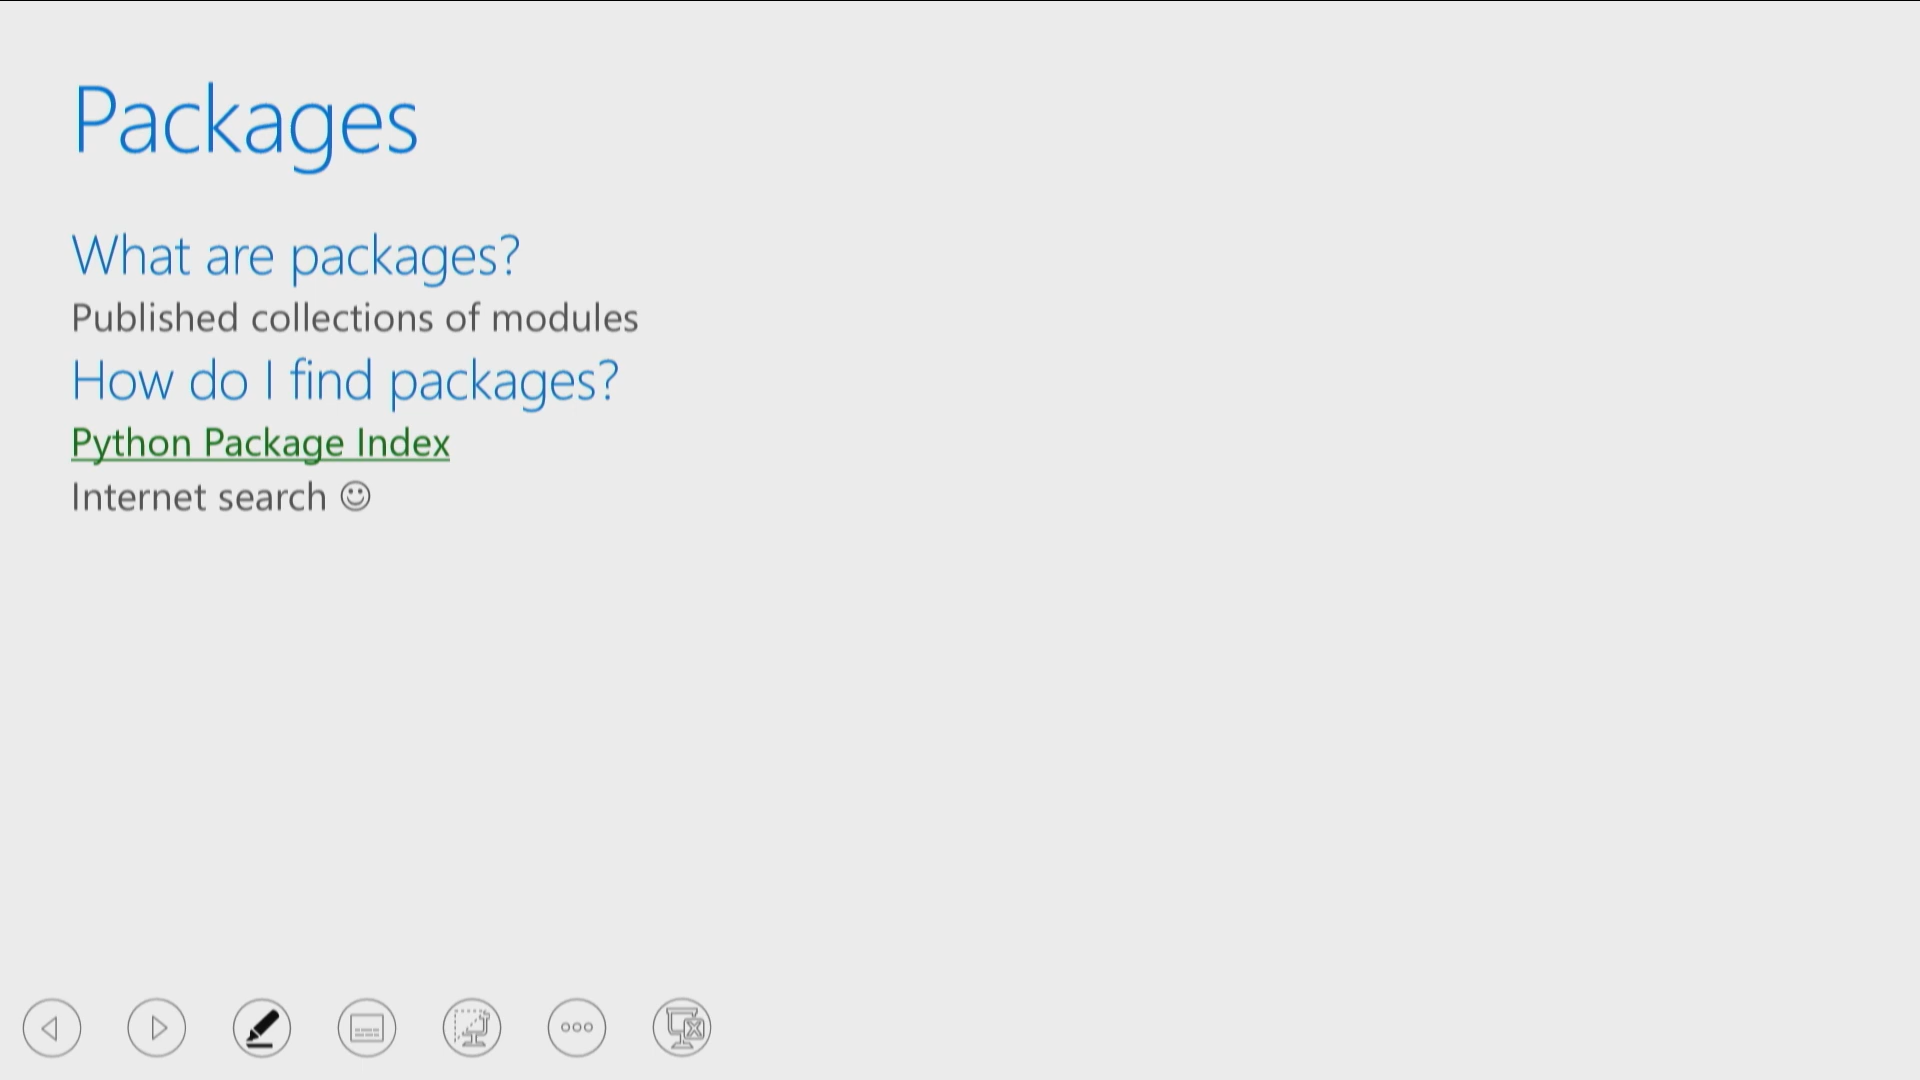 Packages
What are packages?
Published collections of modules
How do I find packages?
Python Package Index
Internet search ☺